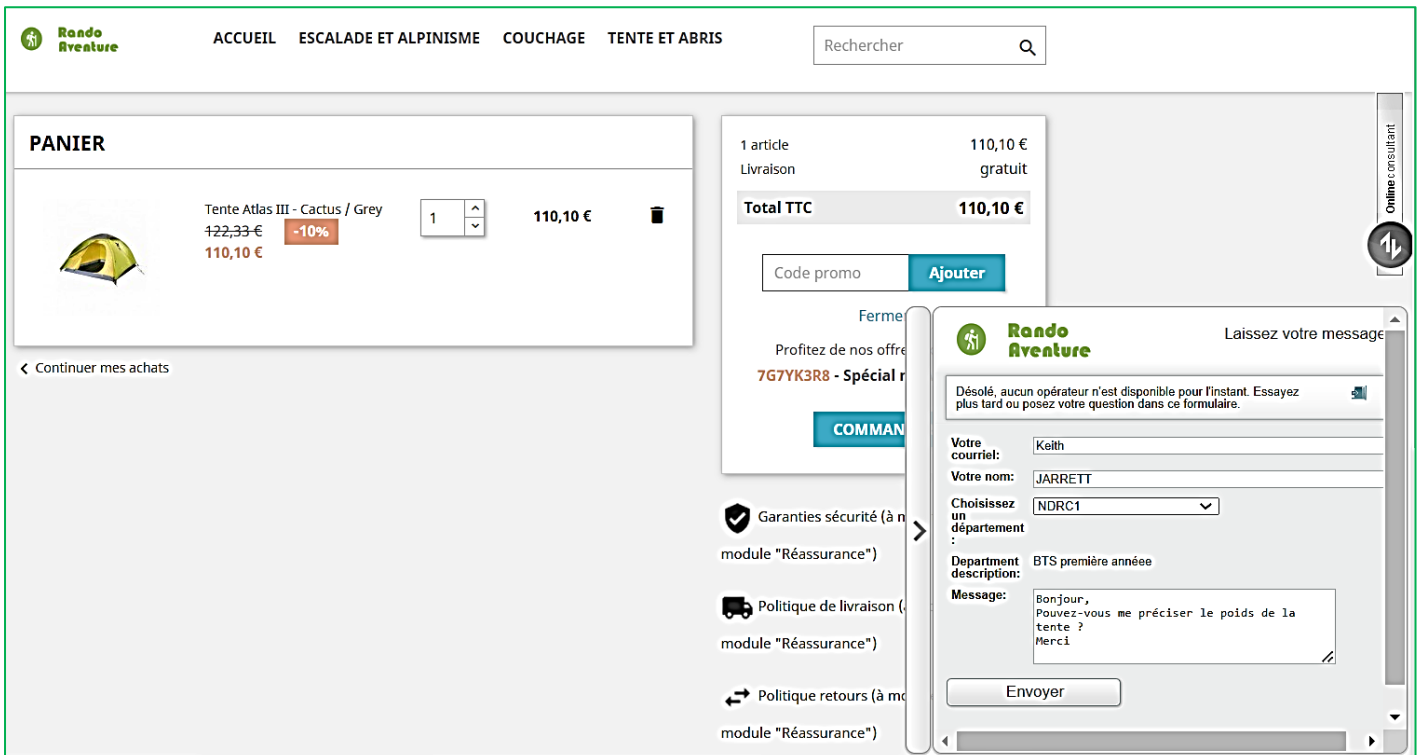 Rando
Aventure
ACCUEIL ESCALADE ET ALPINISME COUCHAGE TENTE ET ABRIS
Rechercher
PANIER
Tente Atlas III - Cactus / Grey
122,33 € -10%
110,10 €
1
110,10 €
Continuer mes achats
1 article 110,10 €
Livraison gratuit
Total TTC 110,10 €
Code promo Ajouter
Ferme
Profitez de nos offre
7G7YK3R8 - Spécial
COMMAN
Garanties sécurité (à
module "Réassurance")
Politique de livraison (
module "Réassurance")
Politique retours (à mo
module "Réassurance")
Online consultant
Rando
Aventure
Laissez votre message
Désolé, aucun opérateur n'est disponible pour l'instant. Essayez
plus tard ou posez votre question dans ce formulaire.
Votre
courriel:
Keith
Votre nom: JARRETT
Choisissez
un
département
:
NDRC1
Department
description:
BTS première annéee
Message:
Bonjour,
Pouvez-vous me préciser le poids de la
tente ?
Merci
Envoyer